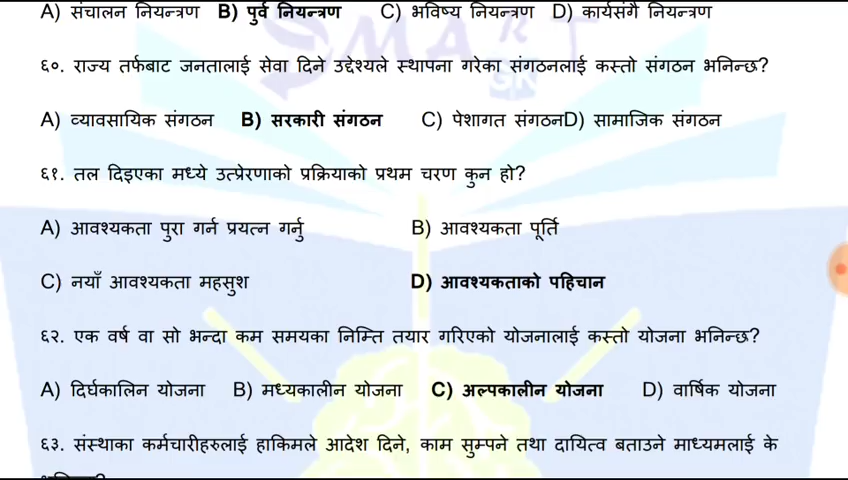 A) संचालन नियन्त्रण B) पुर्व नियन्त्रण C) भविष्य नियन्त्रण D) कार्यसंगै नियन्त्रण
६०. राज्य तर्फबाट जनतालाई सेवा दिने उद्देश्यले स्थापना गरेका संगठनलाई कस्तो संगठन भनिन्छ?
A) व्यावसायिक संगठन B) सरकारी संगठन C) पेशागत संगठनD) सामाजिक संगठन
६१. तल दिइएका मध्ये उत्प्रेरणाको प्रक्रियाको प्रथम चरण कुन हो?
A) आवश्यकता पुरा गर्न प्रयत्न गर्नु B) आवश्यकता पूर्ति
C) नयाँ आवश्यकता महसुश D) आवश्यकताको पहिचान
६२. एक वर्ष वा सो भन्दा कम समयका निम्ति तयार गरिएको योजनालाई कस्तो योजना भनिन्छ?
A) दिर्घकालिन योजना B) मध्यकालीन योजना C) अल्पकालीन योजना D) वार्षिक योजना
६३. संस्थाका कर्मचारीहरुलाई हाकिमले आदेश दिने, काम सुम्पने तथा दायित्व बताउने माध्यमलाई के